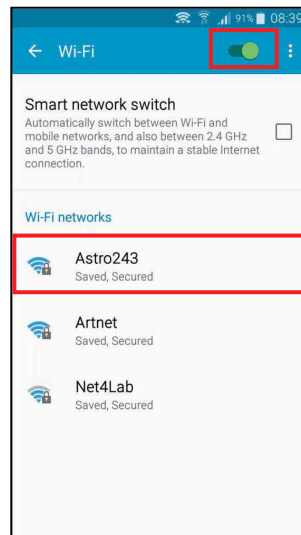 91% 08:39
Wi-Fi
Smart network switch
Automatically switch between Wi-Fi and
mobile networks, and also between 2.4 GHz
and 5 GHz bands, to maintain a stable Internet
connection.
Wi-Fi networks
Astro243
Saved, Secured
Artnet
Saved, Secured
Net4Lab
Saved, Secured